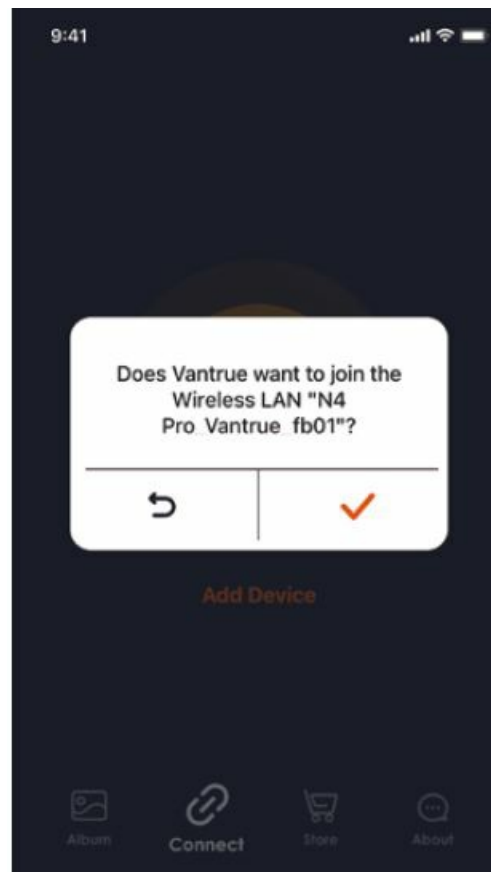 9:41
Does Vantrue want to join the
Wireless LAN "N4
Pro_Vantrue_fb01"?
Add Device
Album
Connect
Store
About